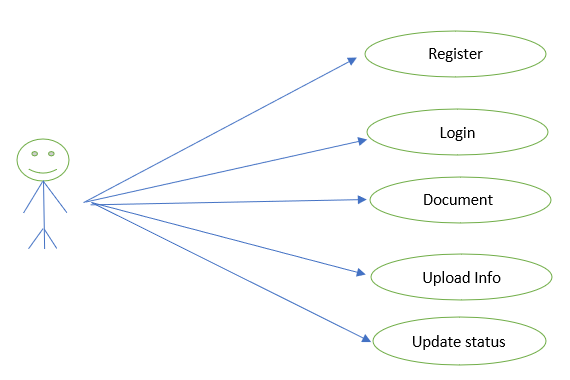 Register
Login
Document
Upload Info
Update status